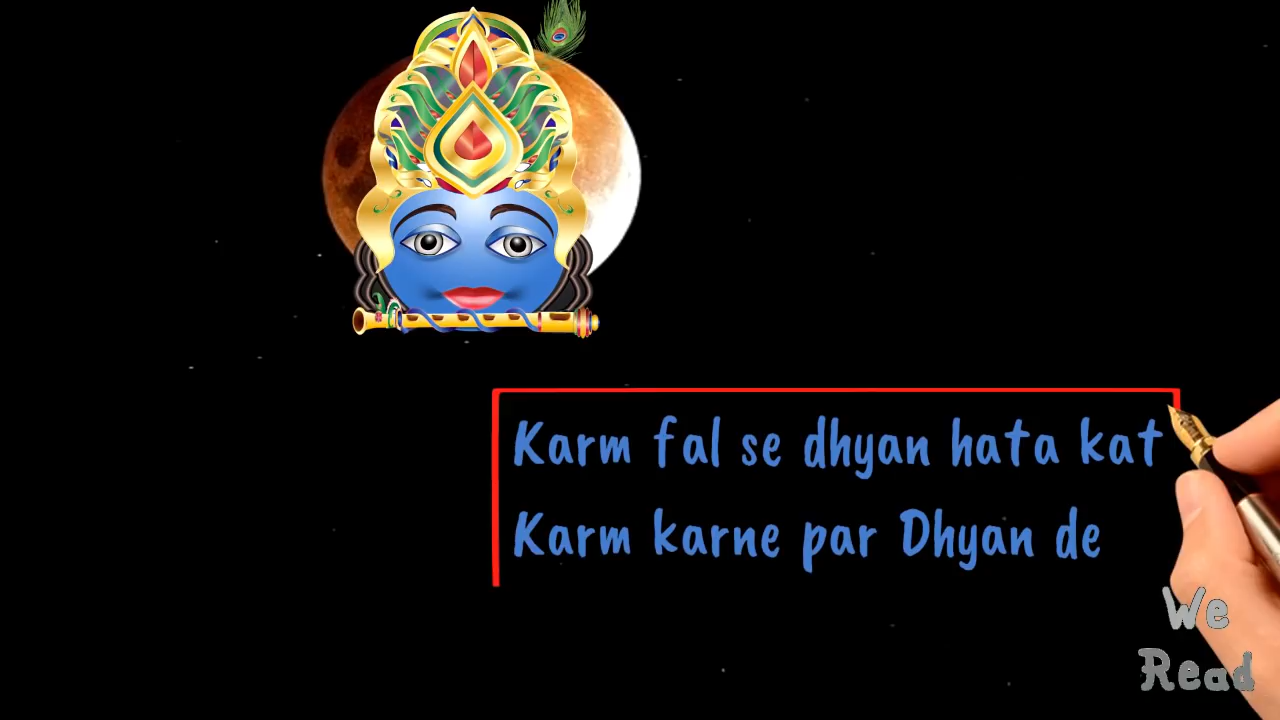 Karm fal se dhyan hata kat
Karm karne par Dhyan de
We
Read